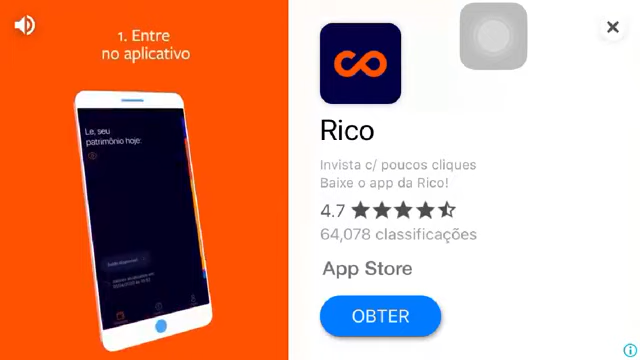 1. Entre
no aplicativo
Le, seu
patrimônio hoje:
Rico
Invista c/ poucos cliques
Baixe o app da Rico!
4.7
64,078 classificações
App Store
OBTER